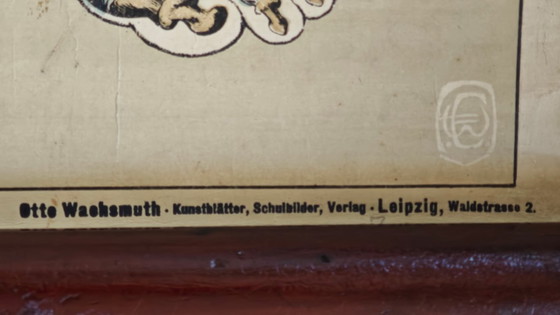 Otto Wachsmuth · Kunstblätter, Schulbilder, Verlag · Leipzig, Waldstrasse 2.